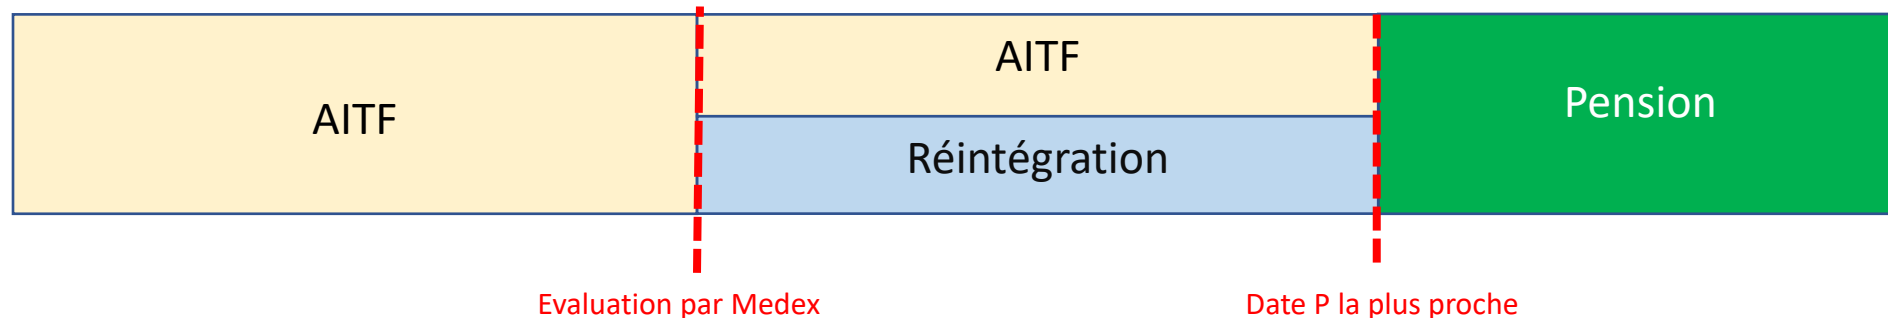 AITF
AITF
Réintégration
Pension
Evaluation par Medex
Date P la plus proche